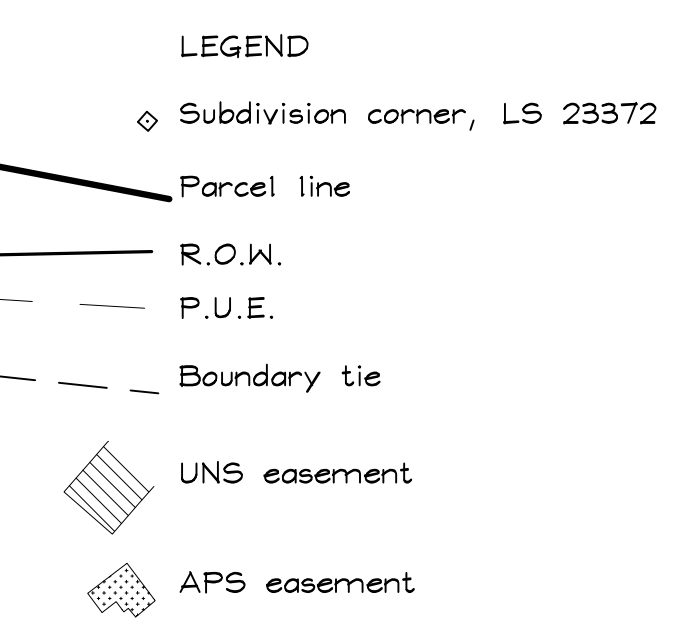 LEGEND
Subdivision corner, LS 23372
Parcel line
R.O.W.
P.U.E.
Boundary tie
UNS easement
APS easement